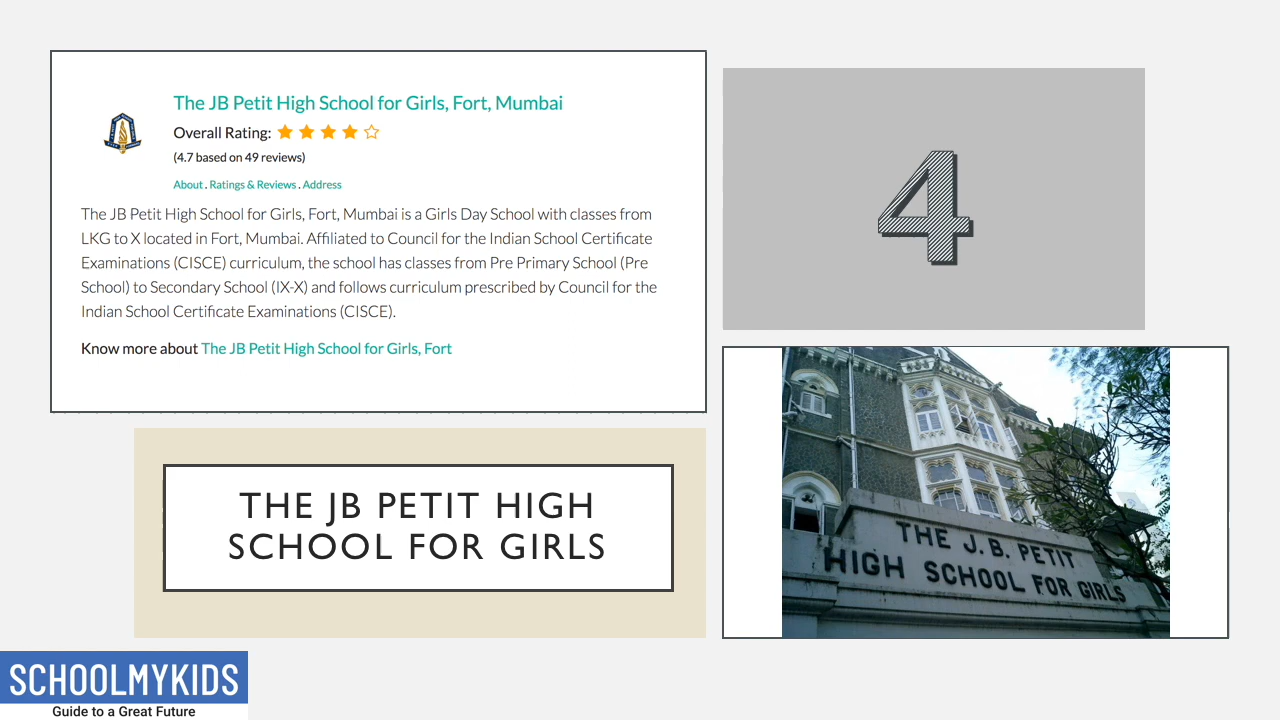 The JB Petit High School for Girls, Fort, Mumbai
Overall Rating:
(4.7 based on 49 reviews)
About . Ratings & Reviews . Address
The JB Petit High School for Girls, Fort, Mumbai is a Girls Day School with classes from
LKG to X located in Fort, Mumbai. Affiliated to Council for the Indian School Certificate
Examinations (CISCE) curriculum, the school has classes from Pre Primary School (Pre
School) to Secondary School (IX-X) and follows curriculum prescribed by Council for the
Indian School Certificate Examinations (CISCE).
Know more about The JB Petit High School for Girls, Fort
4
THE JB PETIT HIGH
SCHOOL FOR GIRLS
THE J.B. PETIT
HIGH SCHOOL FOR GIRLS
SCHOOLMYKIDS
Guide to a Great Future